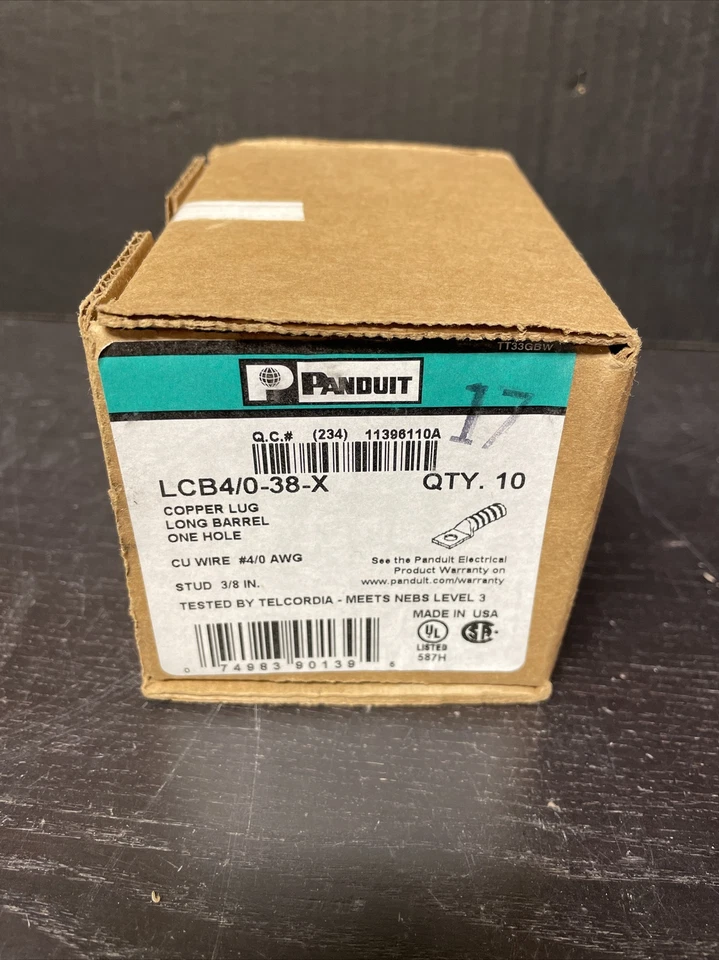 TT33GBW
P PANDUIT
17
Q.C.# (234) 11396110A
LCB4/0-38-X QTY. 10
COPPER LUG
LONG BARREL
ONE HOLE
CU WIRE #4/0 AWG
STUD 3/8 IN.
See the Panduit Electrical
Product Warranty on
www.panduit.com/warranty
TESTED BY TELCORDIA - MEETS NEBS LEVEL 3
MADE IN USA
UL SA
LISTED
587H
0 74983 90139 6